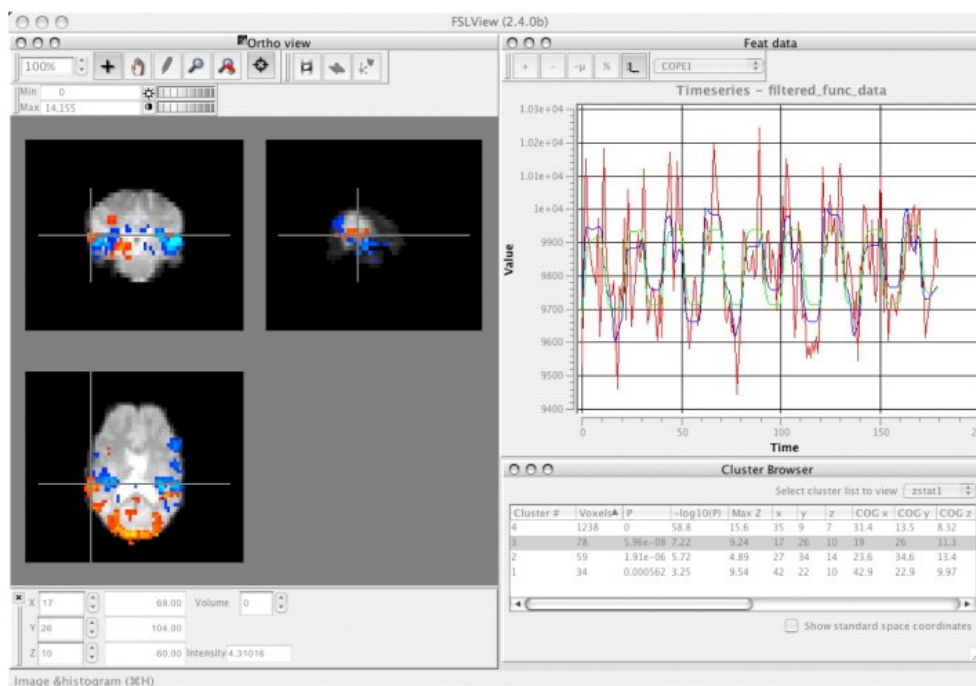 FSLView (2.4.0b)
Ortho view
100%
Min 0
Max 14.155
Feat data
+ - -μ % COPE1
Timeseries - filtered_func_data
1.03e+04
1.02e+04
1.01e+04
1e+04
9900
9800
9700
9600
9500
9400
Value
0 50 100 150
Time
Cluster Browser
Select cluster list to view zstat1
Cluster # Voxels P -log10(P) Max Z x y z COG x COG y COG z
4 1238 0 58.8 15.6 35 9 7 31.4 13.5 8.32
3 78 5.96e-08 7.22 9.24 17 26 10 19 26 11.3
2 59 1.91e-06 5.72 4.89 27 34 14 23.6 34.6 13.4
1 34 0.000562 3.25 9.54 42 22 10 42.9 22.9 9.97
Show standard space coordinates
X 17 68.00 Volume 0
Y 26 104.00
Z 10 60.00 Intensity 4.31016
Image &histogram (⌘H)